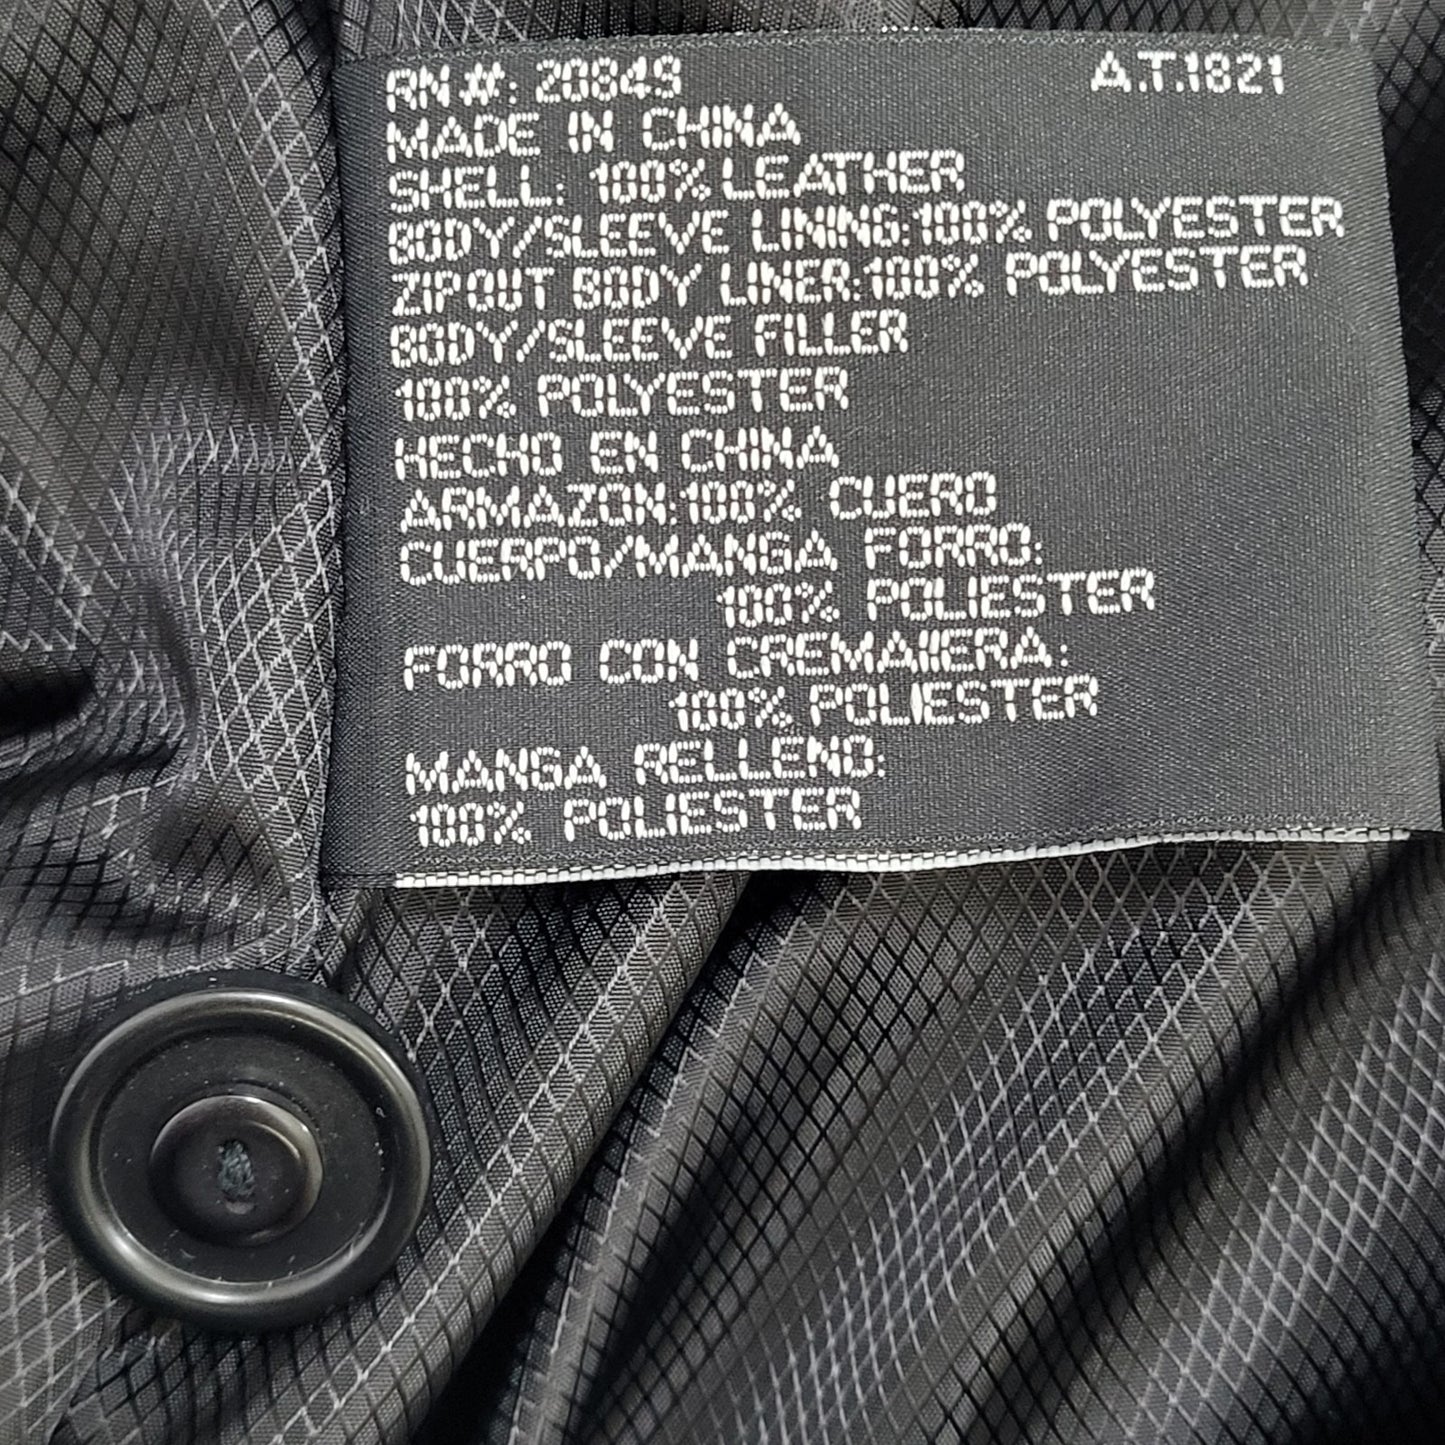 RN#: 20849 A.T.1821
MADE IN CHINA
SHELL: 100% LEATHER
BODY/SLEEVE LINING:100% POLYESTER
ZIPOUT BODY LINER:100% POLYESTER
BODY/SLEEVE FILLER
100% POLYESTER
HECHO EN CHINA
ARMAZON:100% CUERO
CUERPO/MANGA FORRO:
100% POLIESTER
FORRO CON CREMAllERA:
100% POLIESTER
MANGA RELLENO:
100% POLIESTER